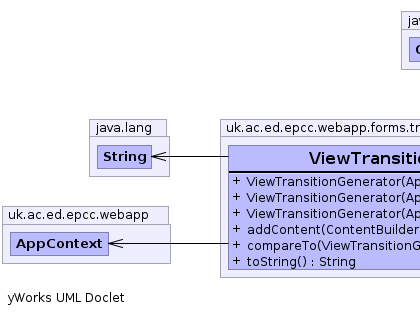 java.lang
String
uk.ac.ed.epcc.webapp.forms.tr
ViewTransiti
+ ViewTransitionGenerator(Ap
+ ViewTransitionGenerator(Ap
+ ViewTransitionGenerator(Ap
+ addContent(ContentBuilder
+ compareTo(ViewTransitionG
+ toString() : String
uk.ac.ed.epcc.webapp
AppContext
yWorks UML Doclet